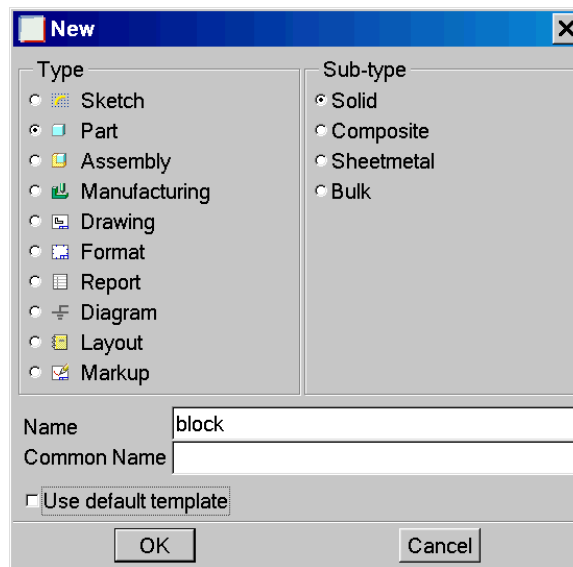 New
Type
Sketch
Part
Assembly
Manufacturing
Drawing
Format
Report
Diagram
Layout
Markup
Sub-type
Solid
Composite
Sheetmetal
Bulk
Name block
Common Name
Use default template
OK Cancel